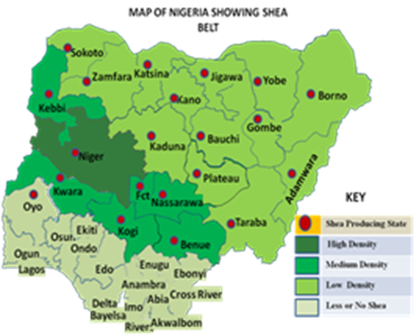 MAP OF NIGERIA SHOWING SHEA
BELT
Sokoto
Zamfara
Katsina
Jigawa
Yobe
Borno
Kebbi
Kano
Gombe
Kaduna
Bauchi
Niger
Plateau
Adamwara
Kwara
Fct
Nassarawa
Oyo
Kogi
Taraba
Benue
Osun
Ekiti
Ondo
Ogun
Lagos
Edo
Enugu
Ebonyi
Anambra
Delta
Imo
Abia
Cross River
Bayelsa
Rivers
Akwalbom
KEY
Shea Producing State
High Density
Medium Density
Low Density
Less or No Shea